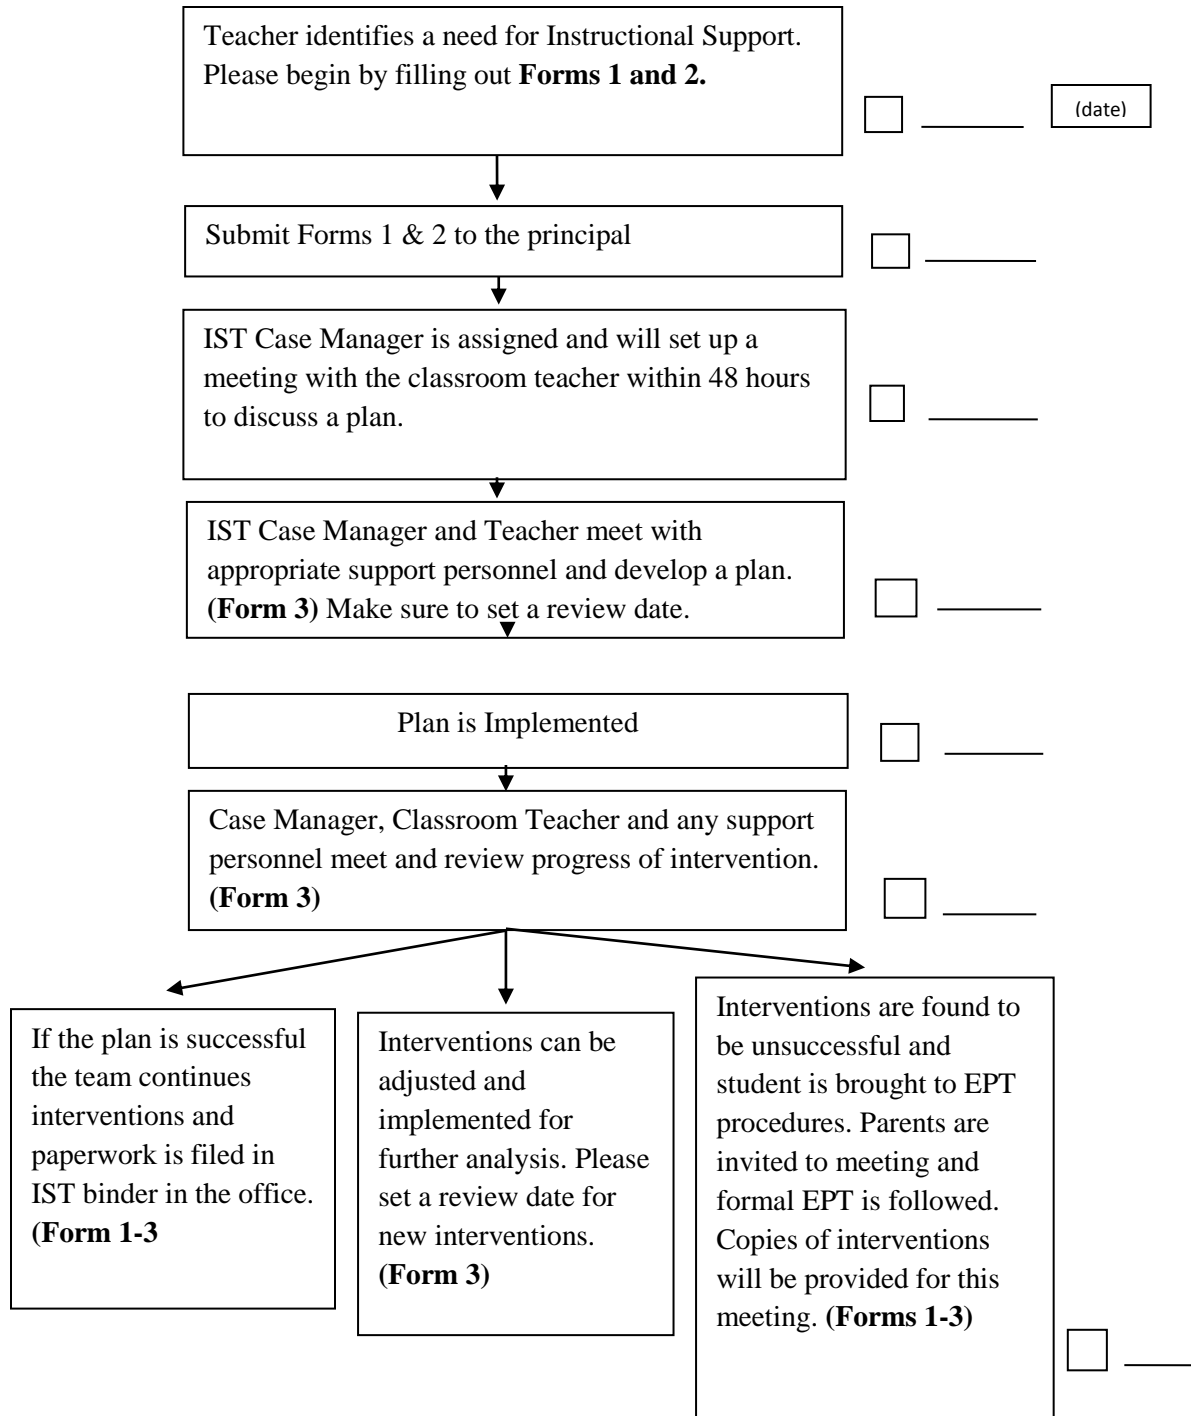 Teacher identifies a need for Instructional Support.
Please begin by filling out Forms 1 and 2.
(date)
Submit Forms 1 & 2 to the principal
IST Case Manager is assigned and will set up a
meeting with the classroom teacher within 48 hours
to discuss a plan.
IST Case Manager and Teacher meet with
appropriate support personnel and develop a plan.
(Form 3) Make sure to set a review date.
Plan is Implemented
Case Manager, Classroom Teacher and any support
personnel meet and review progress of intervention.
(Form 3)
If the plan is successful
the team continues
interventions and
paperwork is filed in
IST binder in the office.
(Form 1-3
Interventions can be
adjusted and
implemented for
further analysis. Please
set a review date for
new interventions.
(Form 3)
Interventions are found to
be unsuccessful and
student is brought to EPT
procedures. Parents are
invited to meeting and
formal EPT is followed.
Copies of interventions
will be provided for this
meeting. (Forms 1-3)